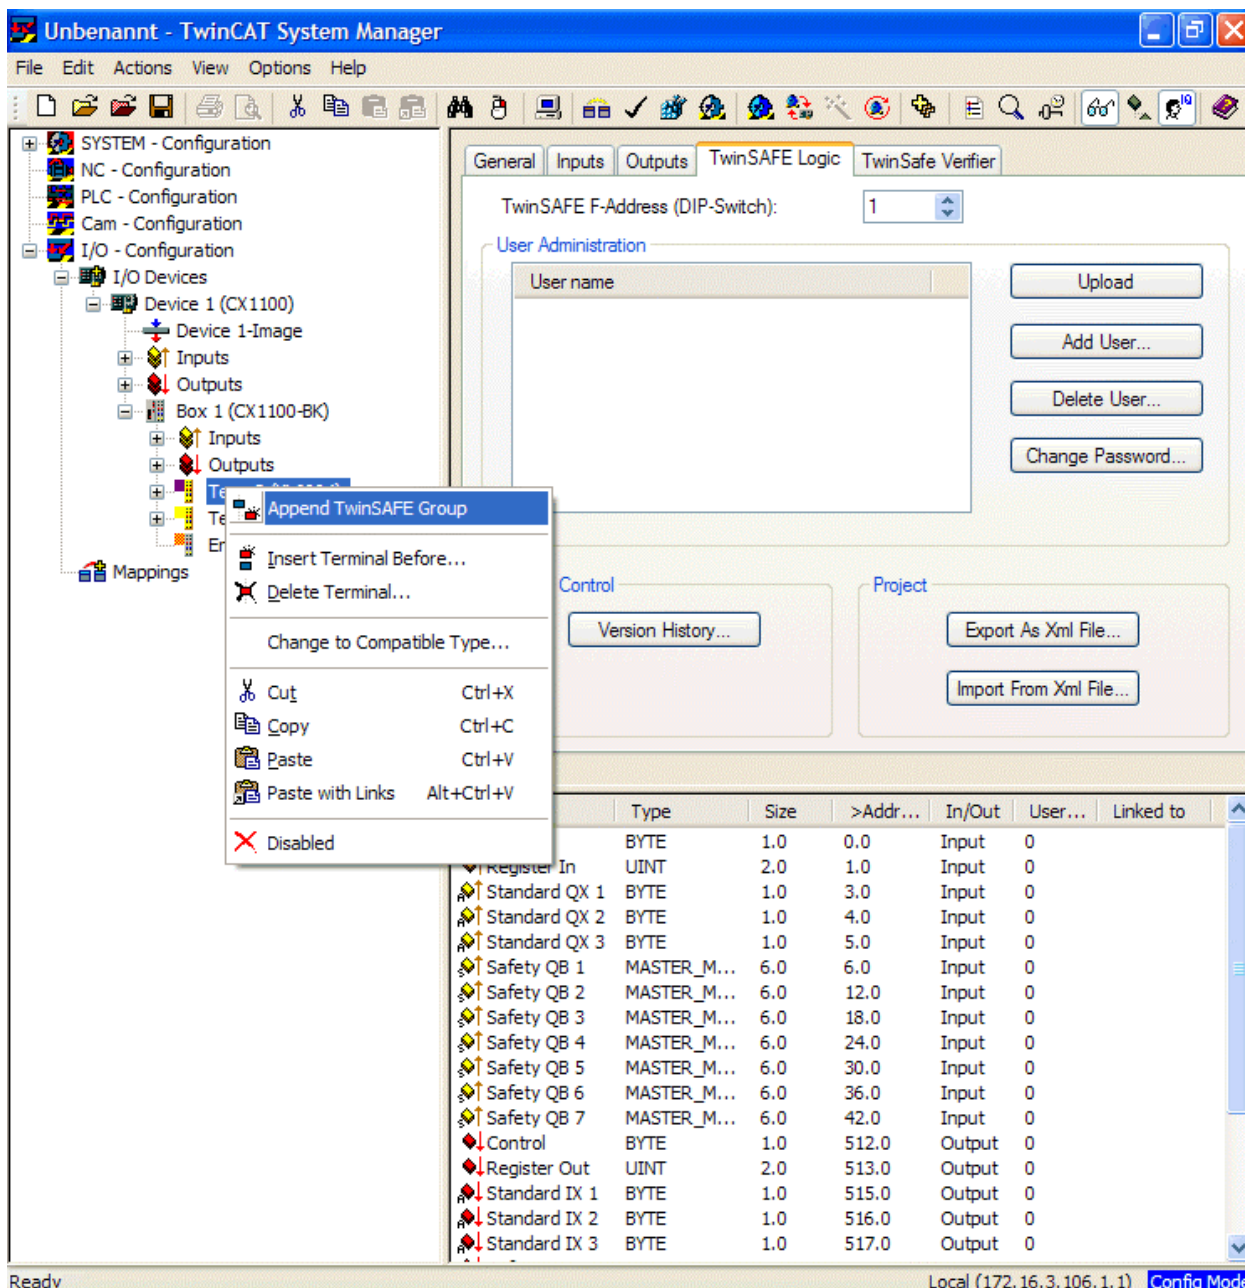 Unbenannt - TwinCAT System Manager
File Edit Actions View Options Help
SYSTEM - Configuration
NC - Configuration
PLC - Configuration
Cam - Configuration
I/O - Configuration
I/O Devices
Device 1 (CX1100)
Device 1-Image
Inputs
Outputs
Box 1 (CX1100-BK)
Inputs
Outputs
Append TwinSAFE Group
Insert Terminal Before...
Delete Terminal...
Change to Compatible Type...
Cut Ctrl+X
Copy Ctrl+C
Paste Ctrl+V
Paste with Links Alt+Ctrl+V
Disabled
Mappings
General Inputs Outputs TwinSAFE Logic TwinSafe Verifier
TwinSAFE F-Address (DIP-Switch): 1
User Administration
User name
Upload
Add User...
Delete User...
Change Password...
Control
Version History...
Project
Export As Xml File...
Import From Xml File...
Type Size >Addr... In/Out User... Linked to
BYTE 1.0 0.0 Input 0
Register In UINT 2.0 1.0 Input 0
Standard QX 1 BYTE 1.0 3.0 Input 0
Standard QX 2 BYTE 1.0 4.0 Input 0
Standard QX 3 BYTE 1.0 5.0 Input 0
Safety QB 1 MASTER_M... 6.0 6.0 Input 0
Safety QB 2 MASTER_M... 6.0 12.0 Input 0
Safety QB 3 MASTER_M... 6.0 18.0 Input 0
Safety QB 4 MASTER_M... 6.0 24.0 Input 0
Safety QB 5 MASTER_M... 6.0 30.0 Input 0
Safety QB 6 MASTER_M... 6.0 36.0 Input 0
Safety QB 7 MASTER_M... 6.0 42.0 Input 0
Control BYTE 1.0 512.0 Output 0
Register Out UINT 2.0 513.0 Output 0
Standard IX 1 BYTE 1.0 515.0 Output 0
Standard IX 2 BYTE 1.0 516.0 Output 0
Standard IX 3 BYTE 1.0 517.0 Output 0
Ready Local (172.16.3.106.1.1) Config Mode